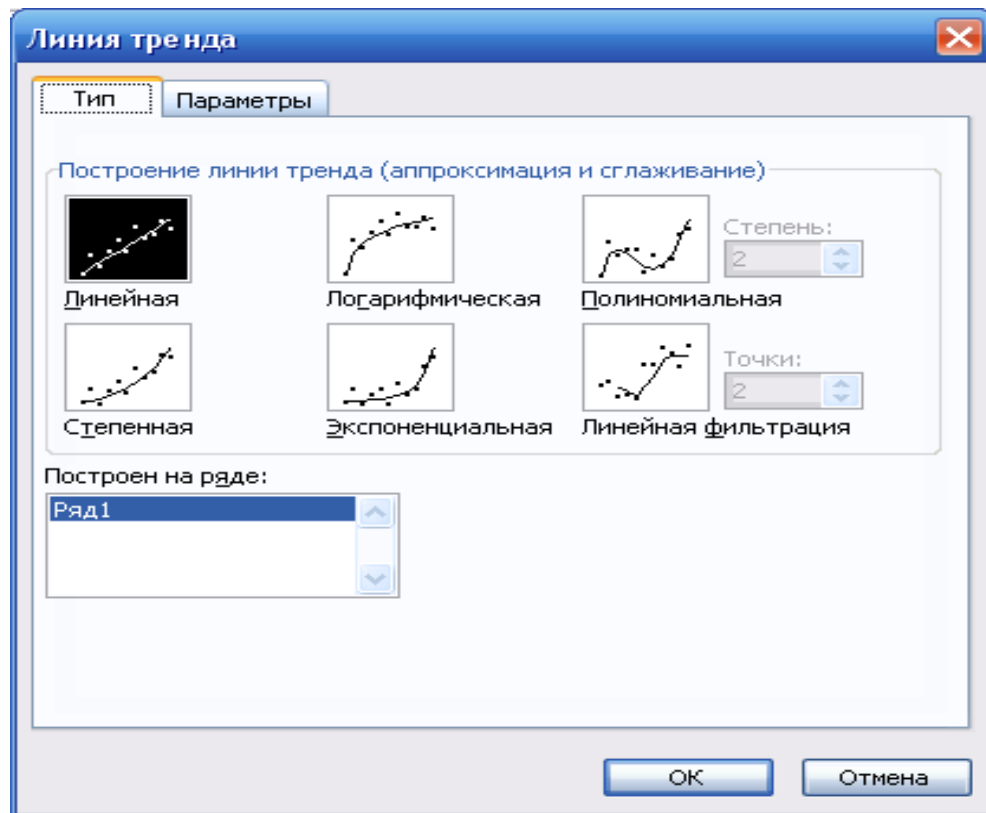 Линия тренда
Тип Параметры
Построение линии тренда (аппроксимация и сглаживание)
Степень:
2
Линейная Логарифмическая Полиномиальная
Точки:
2
Степенная Экспоненциальная Линейная фильтрация
Построен на ряде:
Ряд1
ОК Отмена